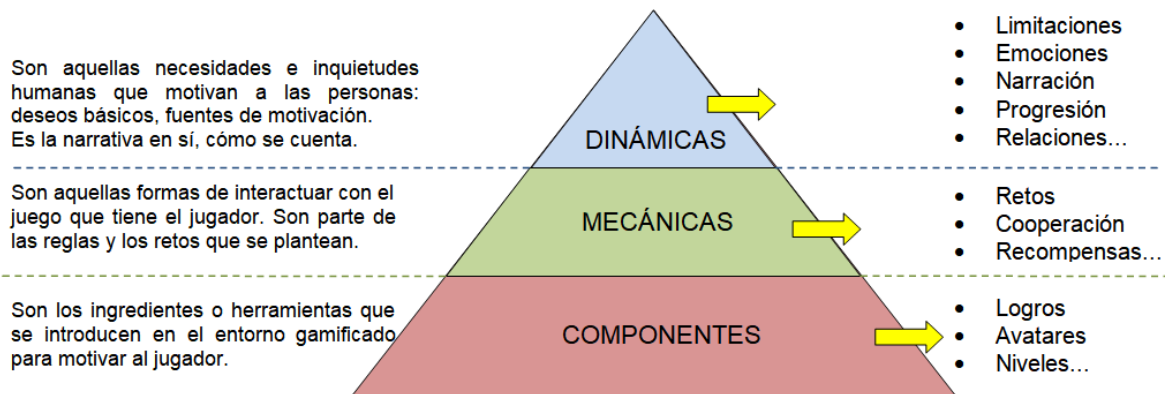 Son aquellas necesidades e inquietudes
humanas que motivan a las personas:
deseos básicos, fuentes de motivación.
Es la narrativa en sí, cómo se cuenta.
DINÁMICAS
• Limitaciones
• Emociones
• Narración
• Progresión
• Relaciones…
Son aquellas formas de interactuar con el
juego que tiene el jugador. Son parte de
las reglas y los retos que se plantean.
MECÁNICAS
• Retos
• Cooperación
• Recompensas…
Son los ingredientes o herramientas que
se introducen en el entorno gamificado
para motivar al jugador.
COMPONENTES
• Logros
• Avatares
• Niveles…